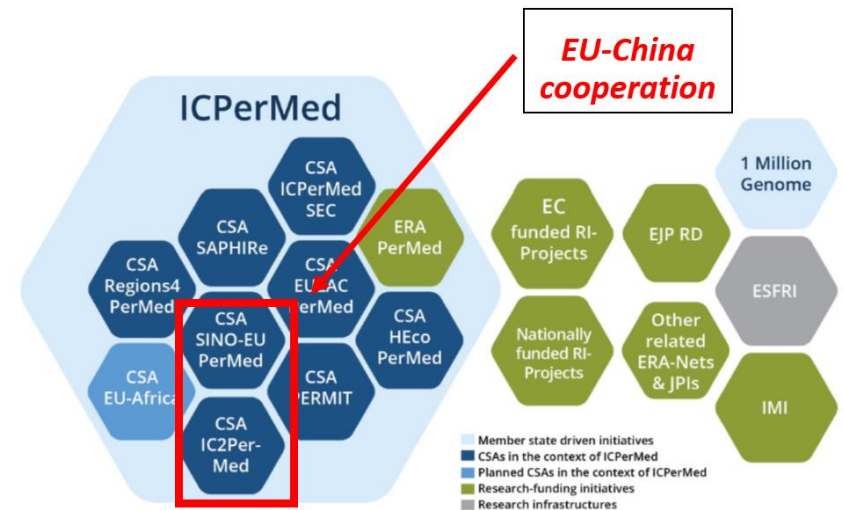 EU-China
cooperation
ICPerMed
CSA
ICPerMed
SEC
CSA
SAPHIRe
ERA
PerMed
CSA
Regions4
PerMed
CSA
EULAC
PerMed
CSA
SINO-EU
PerMed
CSA
HEco
PerMed
CSA
EU-Africa
CSA
PERMIT
CSA
IC2Per-
Med
EC
funded RI-
Projects
EJP RD
1 Million
Genome
ESFRI
Nationally
funded RI-
Projects
Other
related
ERA-Nets
& JPIs
IMI
Member state driven initiatives
CSAs in the context of ICPerMed
Planned CSAs in the context of ICPerMed
Research-funding initiatives
Research infrastructures